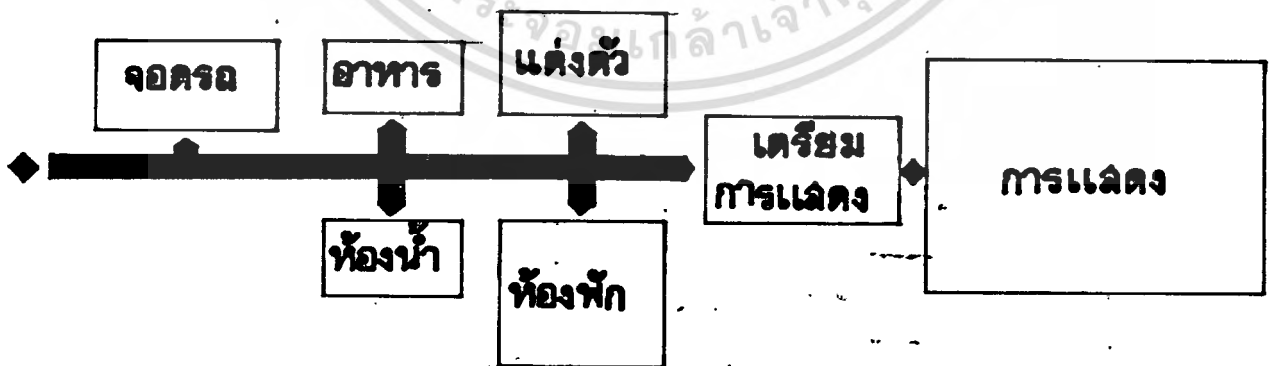 จอดรถ
อาหาร
แต่งตัว
เตรียม
การแสดง
การแสดง
ห้องน้ำ
ห้องพัก